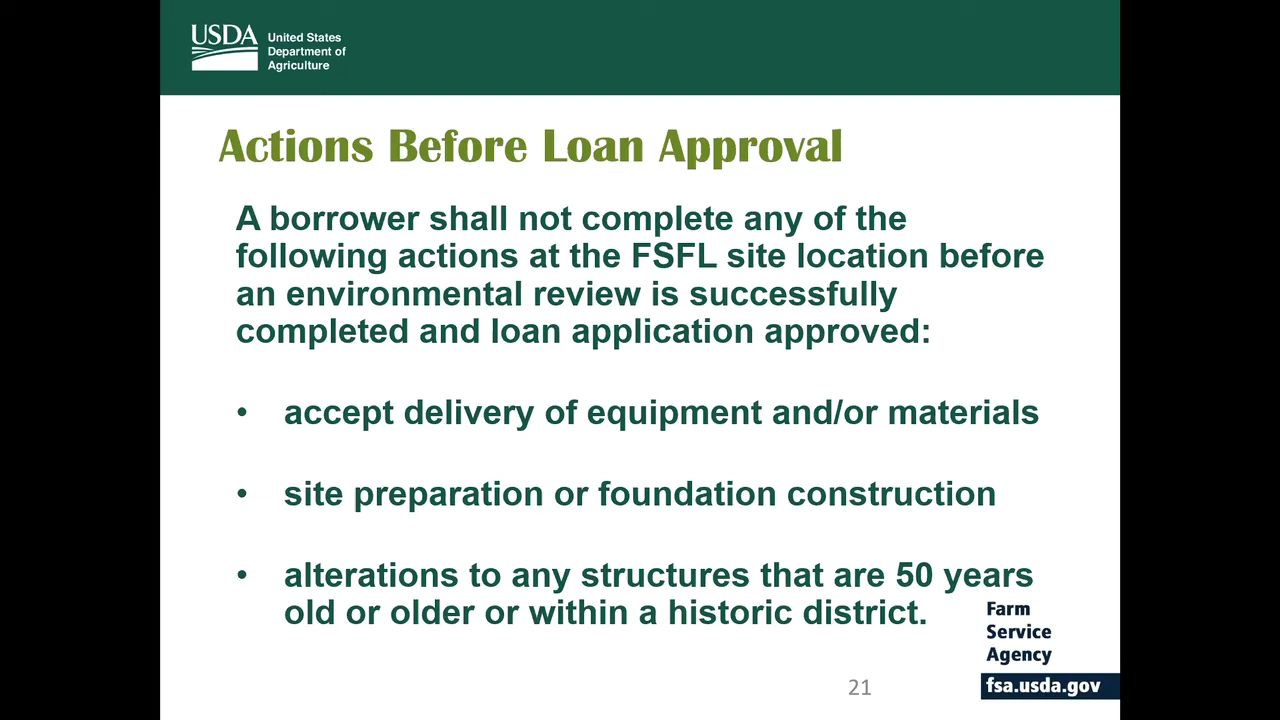 USDA
United States
Department of
Agriculture
Actions Before Loan Approval
A borrower shall not complete any of the
following actions at the FSFL site location before
an environmental review is successfully
completed and loan application approved:
• accept delivery of equipment and/or materials
• site preparation or foundation construction
• alterations to any structures that are 50 years
old or older or within a historic district.
Farm
Service
Agency
fsa.usda.gov
21